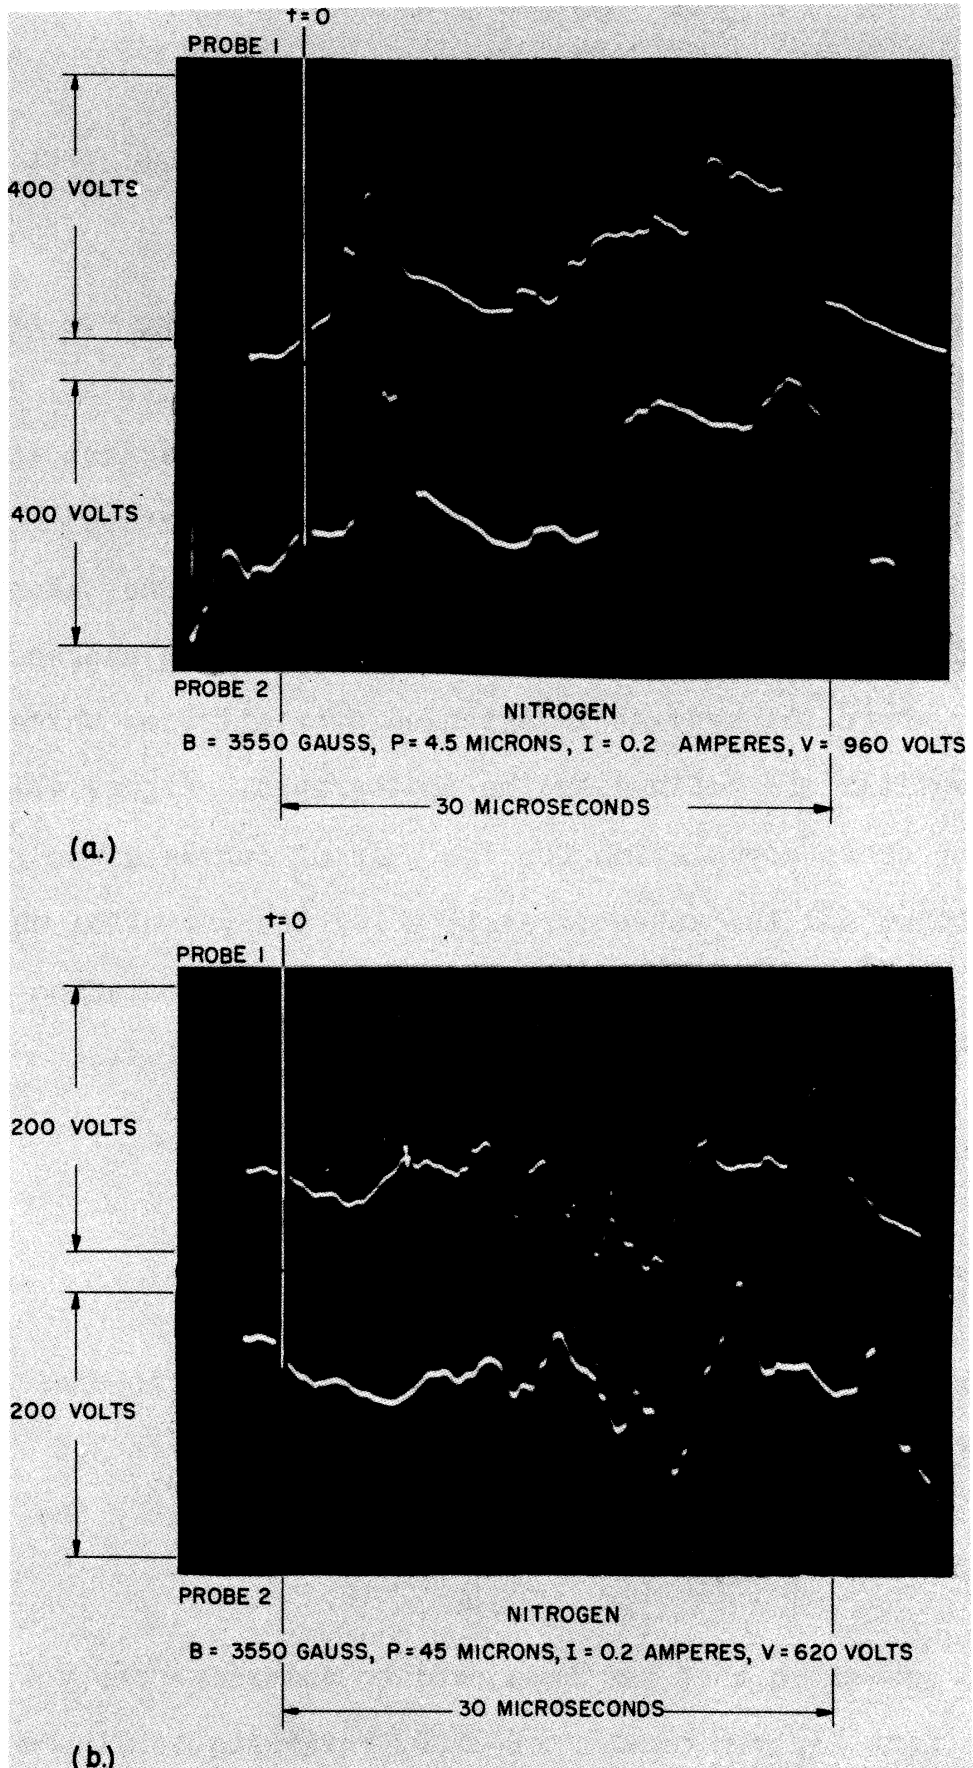 t=0
PROBE 1
400 VOLTS
400 VOLTS
PROBE 2
NITROGEN
B = 3550 GAUSS, P= 4.5 MICRONS, I = 0.2 AMPERES, V= 960 VOLTS
30 MICROSECONDS
(a.)
t=0
PROBE 1
200 VOLTS
200 VOLTS
PROBE 2
NITROGEN
B = 3550 GAUSS, P= 45 MICRONS, I = 0.2 AMPERES, V=620 VOLTS
30 MICROSECONDS
(b.)